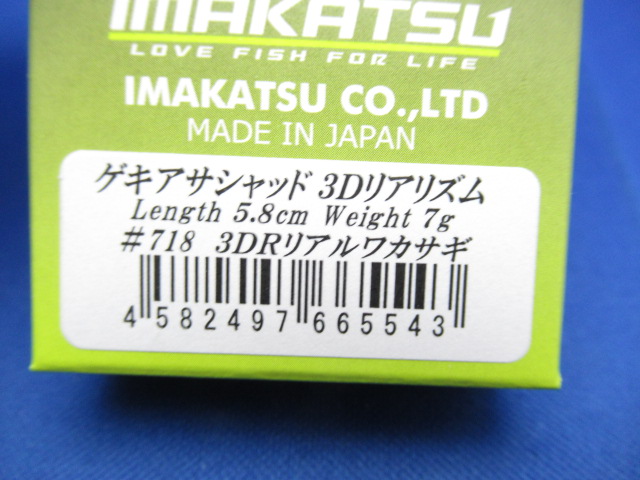 IMAKATSU
LOVE FISH FOR LIFE
IMAKATSU CO.,LTD
MADE IN JAPAN
ゲキアサシャッド 3Dリアリズム
Length 5.8cm Weight 7g
#718 3DRリアルワカサギ
4 582497 665543